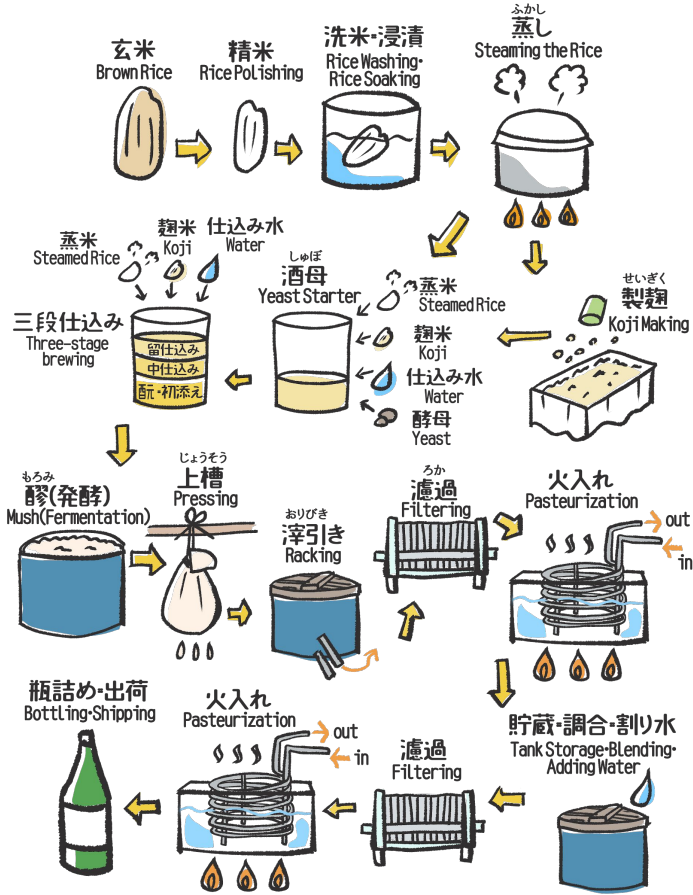 玄米
Brown Rice
精米
Rice Polishing
洗米・浸漬
Rice Washing・
Rice Soaking
ふかし
蒸し
Steaming the Rice
せいぎく
製麹
Koji Making
しゅぼ
酒母
Yeast Starter
蒸米
Steamed Rice
麹米
Koji
仕込み水
Water
酵母
Yeast
蒸米
Steamed Rice
麹米
Koji
仕込み水
Water
三段仕込み
Three-stage
brewing
留仕込み
中仕込み
酛・初添え
もろみ
醪(発酵)
Mush(Fermentation)
じょうそう
上槽
Pressing
おりびき
滓引き
Racking
ろか
濾過
Filtering
火入れ
Pasteurization
out
in
貯蔵・調合・割り水
Tank Storage・Blending・
Adding Water
濾過
Filtering
火入れ
Pasteurization
out
in
瓶詰め・出荷
Bottling・Shipping